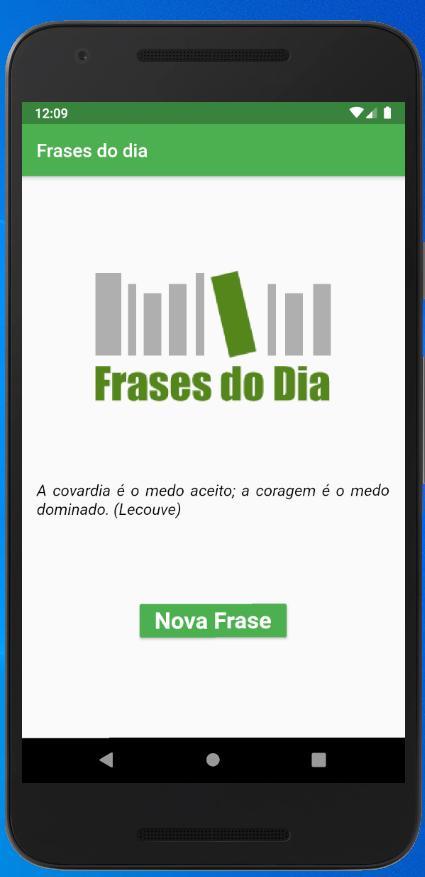 12:09
Frases do dia
Frases do Dia
A covardia é o medo aceito; a coragem é o medo
dominado. (Lecouve)
Nova Frase